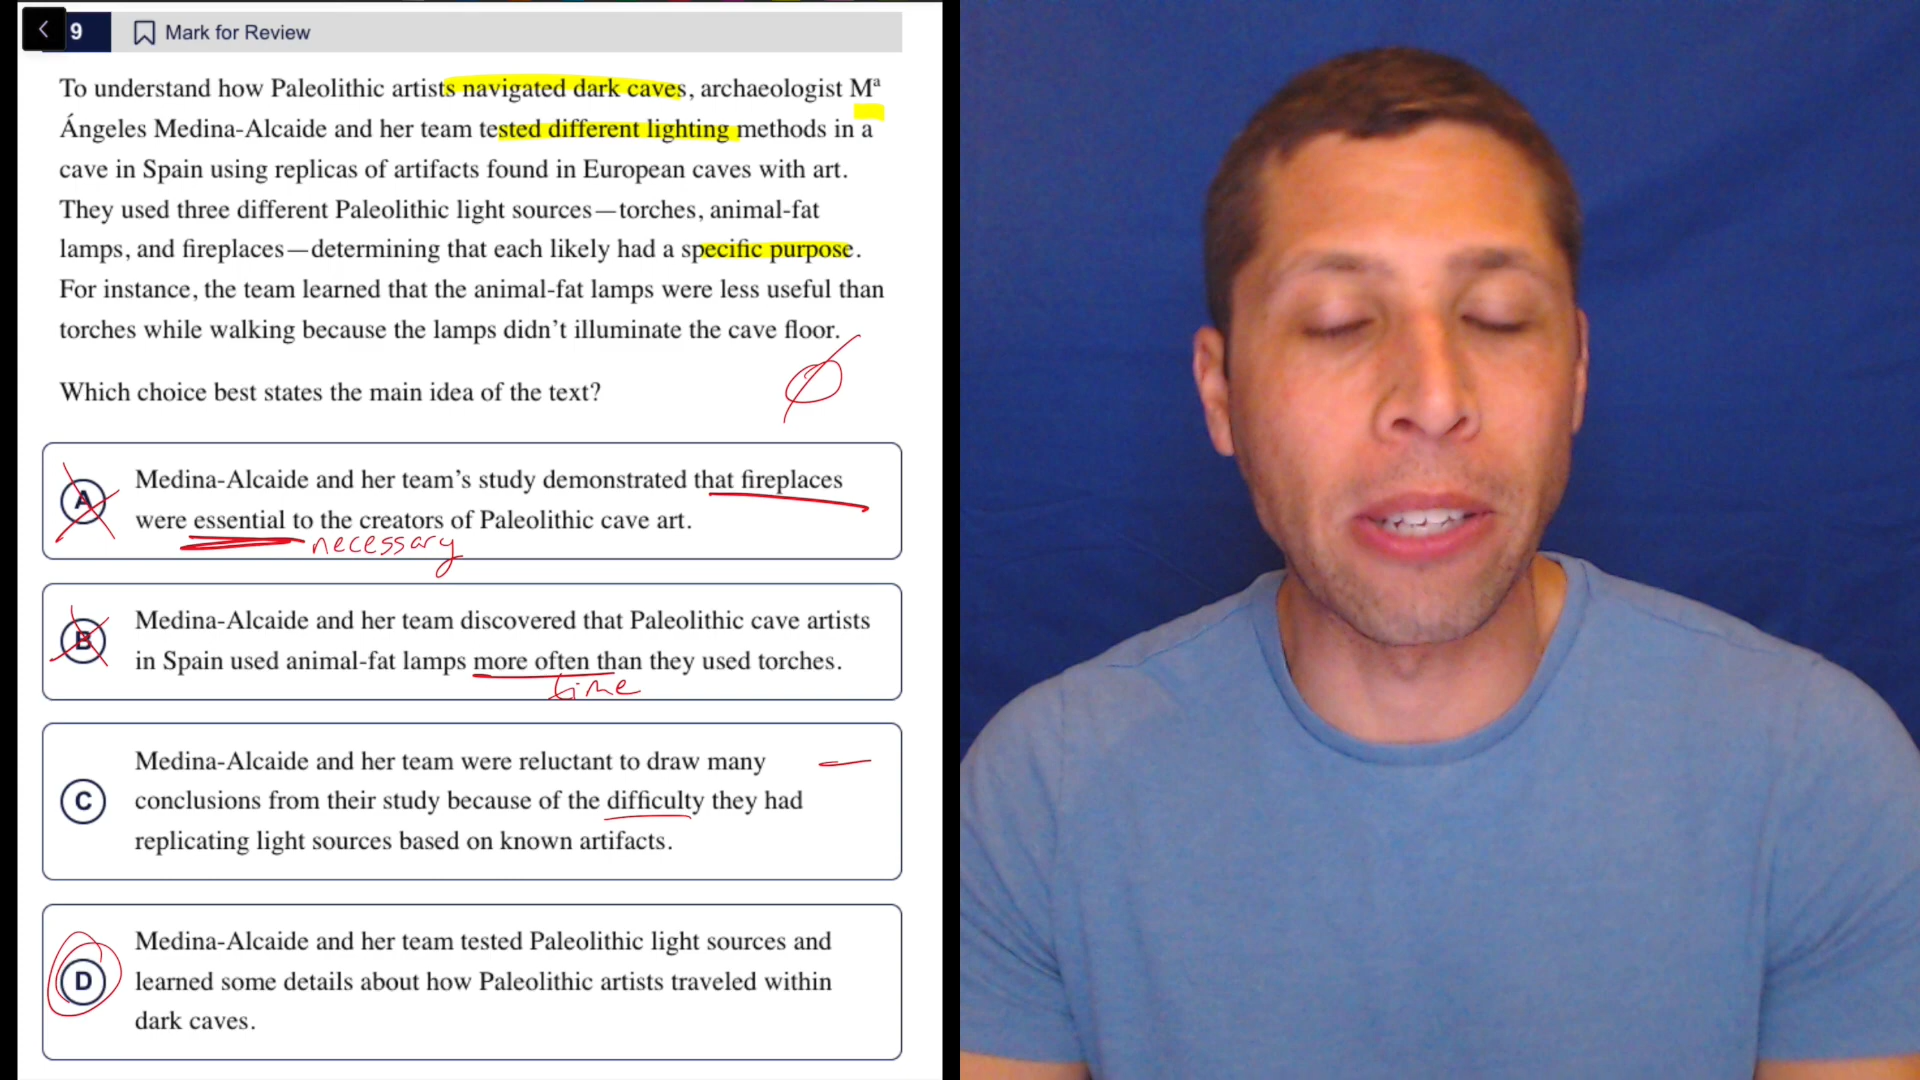 9 Mark for Review
To understand how Paleolithic artists navigated dark caves, archaeologist Mª
Ángeles Medina-Alcaide and her team tested different lighting methods in a
cave in Spain using replicas of artifacts found in European caves with art.
They used three different Paleolithic light sources—torches, animal-fat
lamps, and fireplaces—determining that each likely had a specific purpose.
For instance, the team learned that the animal-fat lamps were less useful than
torches while walking because the lamps didn’t illuminate the cave floor.
Which choice best states the main idea of the text?
A
Medina-Alcaide and her team’s study demonstrated that fireplaces
were essential to the creators of Paleolithic cave art.
necessary
B
Medina-Alcaide and her team discovered that Paleolithic cave artists
in Spain used animal-fat lamps more often than they used torches.
time
C
Medina-Alcaide and her team were reluctant to draw many
conclusions from their study because of the difficulty they had
replicating light sources based on known artifacts.
D
Medina-Alcaide and her team tested Paleolithic light sources and
learned some details about how Paleolithic artists traveled within
dark caves.